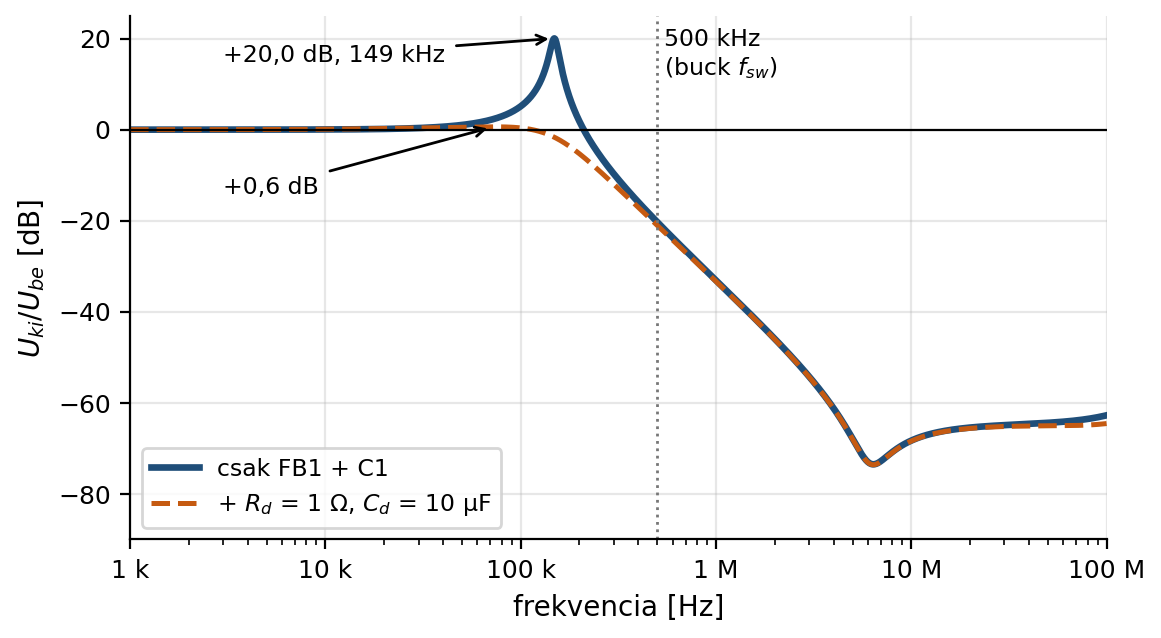 +20,0 dB, 149 kHz
500 kHz
(buck f_sw)
+0,6 dB
U_ki/U_be [dB]
20
0
−20
−40
−60
−80
csak FB1 + C1
+ R_d = 1 Ω, C_d = 10 µF
1 k
10 k
100 k
1 M
10 M
100 M
frekvencia [Hz]